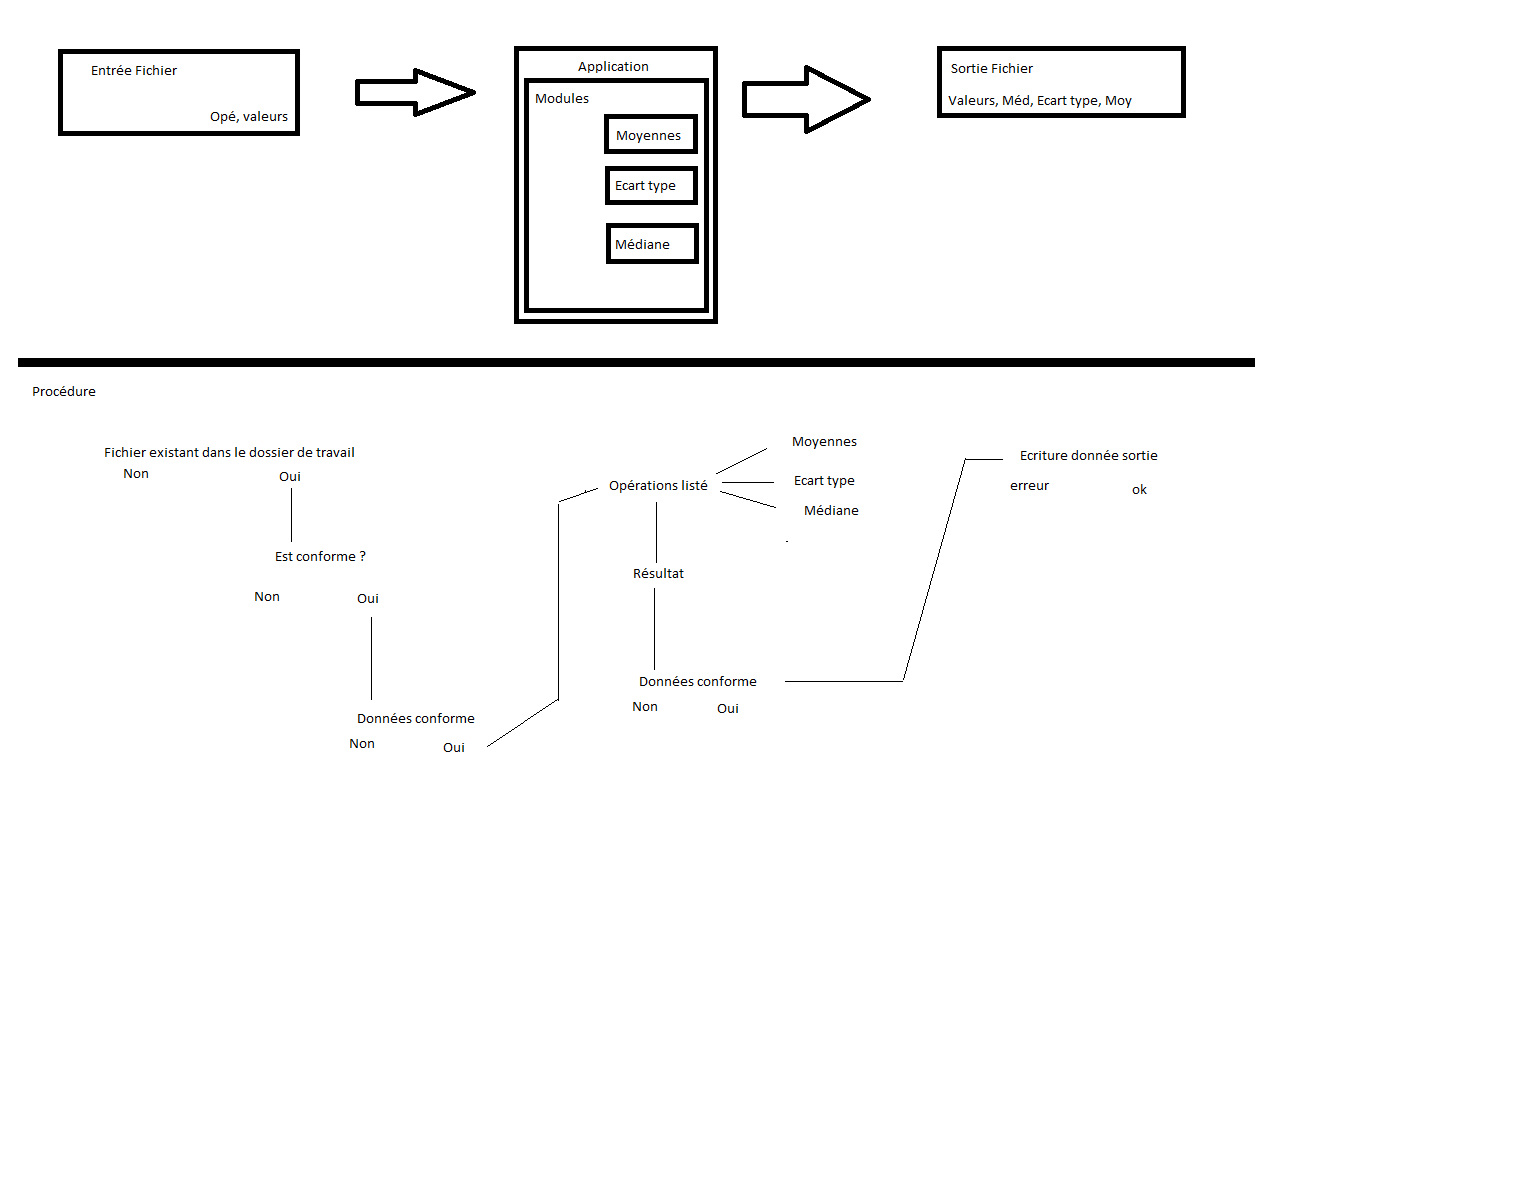 Entrée Fichier
Opé, valeurs
Application
Modules
Moyennes
Ecart type
Médiane
Sortie Fichier
Valeurs, Méd, Ecart type, Moy
Procédure
Fichier existant dans le dossier de travail
Non
Oui
Est conforme ?
Non
Oui
Données conforme
Non
Oui
Opérations listé
Moyennes
Ecart type
Médiane
Résultat
Données conforme
Non
Oui
Ecriture donnée sortie
erreur
ok